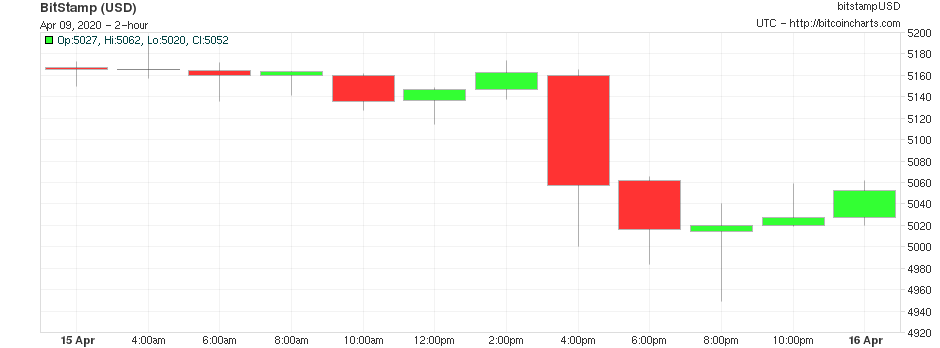 BitStamp (USD)
bitstampUSD
Apr 09, 2020 - 2-hour
UTC - http://bitcoincharts.com
Op:5027, Hi:5062, Lo:5020, Cl:5052
5200
5180
5160
5140
5120
5100
5080
5060
5040
5020
5000
4980
4960
4940
4920
15 Apr 4:00am 6:00am 8:00am 10:00am 12:00pm 2:00pm 4:00pm 6:00pm 8:00pm 10:00pm 16 Apr